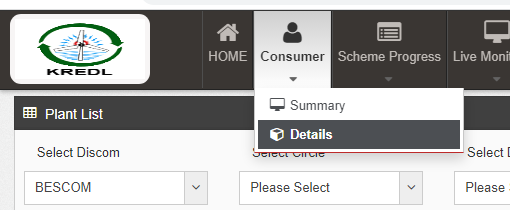 KREDL
HOME
Consumer
Scheme Progress
Live Monit
Summary
Details
Plant List
Select Discom
Select Circle
Select D
BESCOM
Please Select
Please S